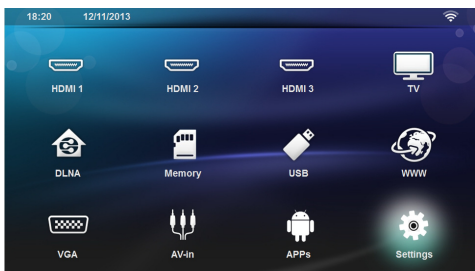 18:20 12/11/2013
HDMI 1 HDMI 2 HDMI 3 TV
DLNA Memory USB WWW
VGA AV-in APPs Settings